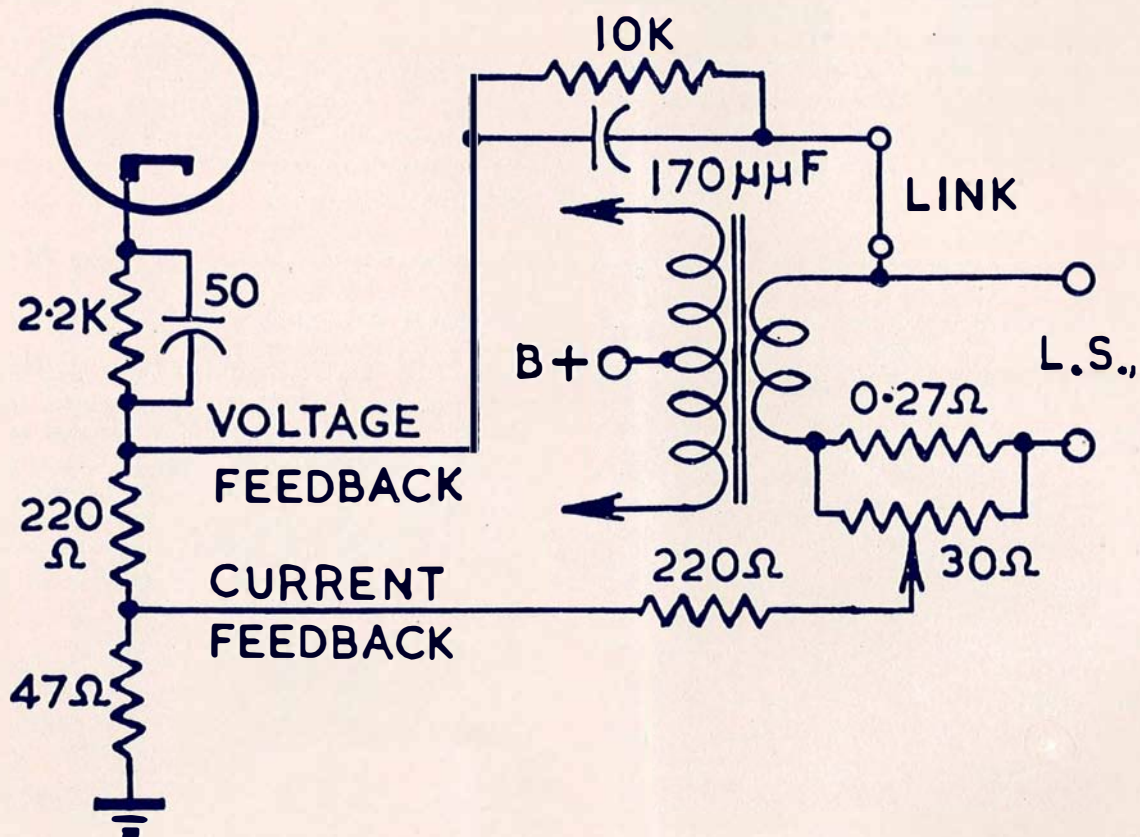 10K
170μμF
LINK
2·2K
50
B+
L.S.,
0·27Ω
VOLTAGE
FEEDBACK
220
Ω
CURRENT
FEEDBACK
220Ω
30Ω
47Ω